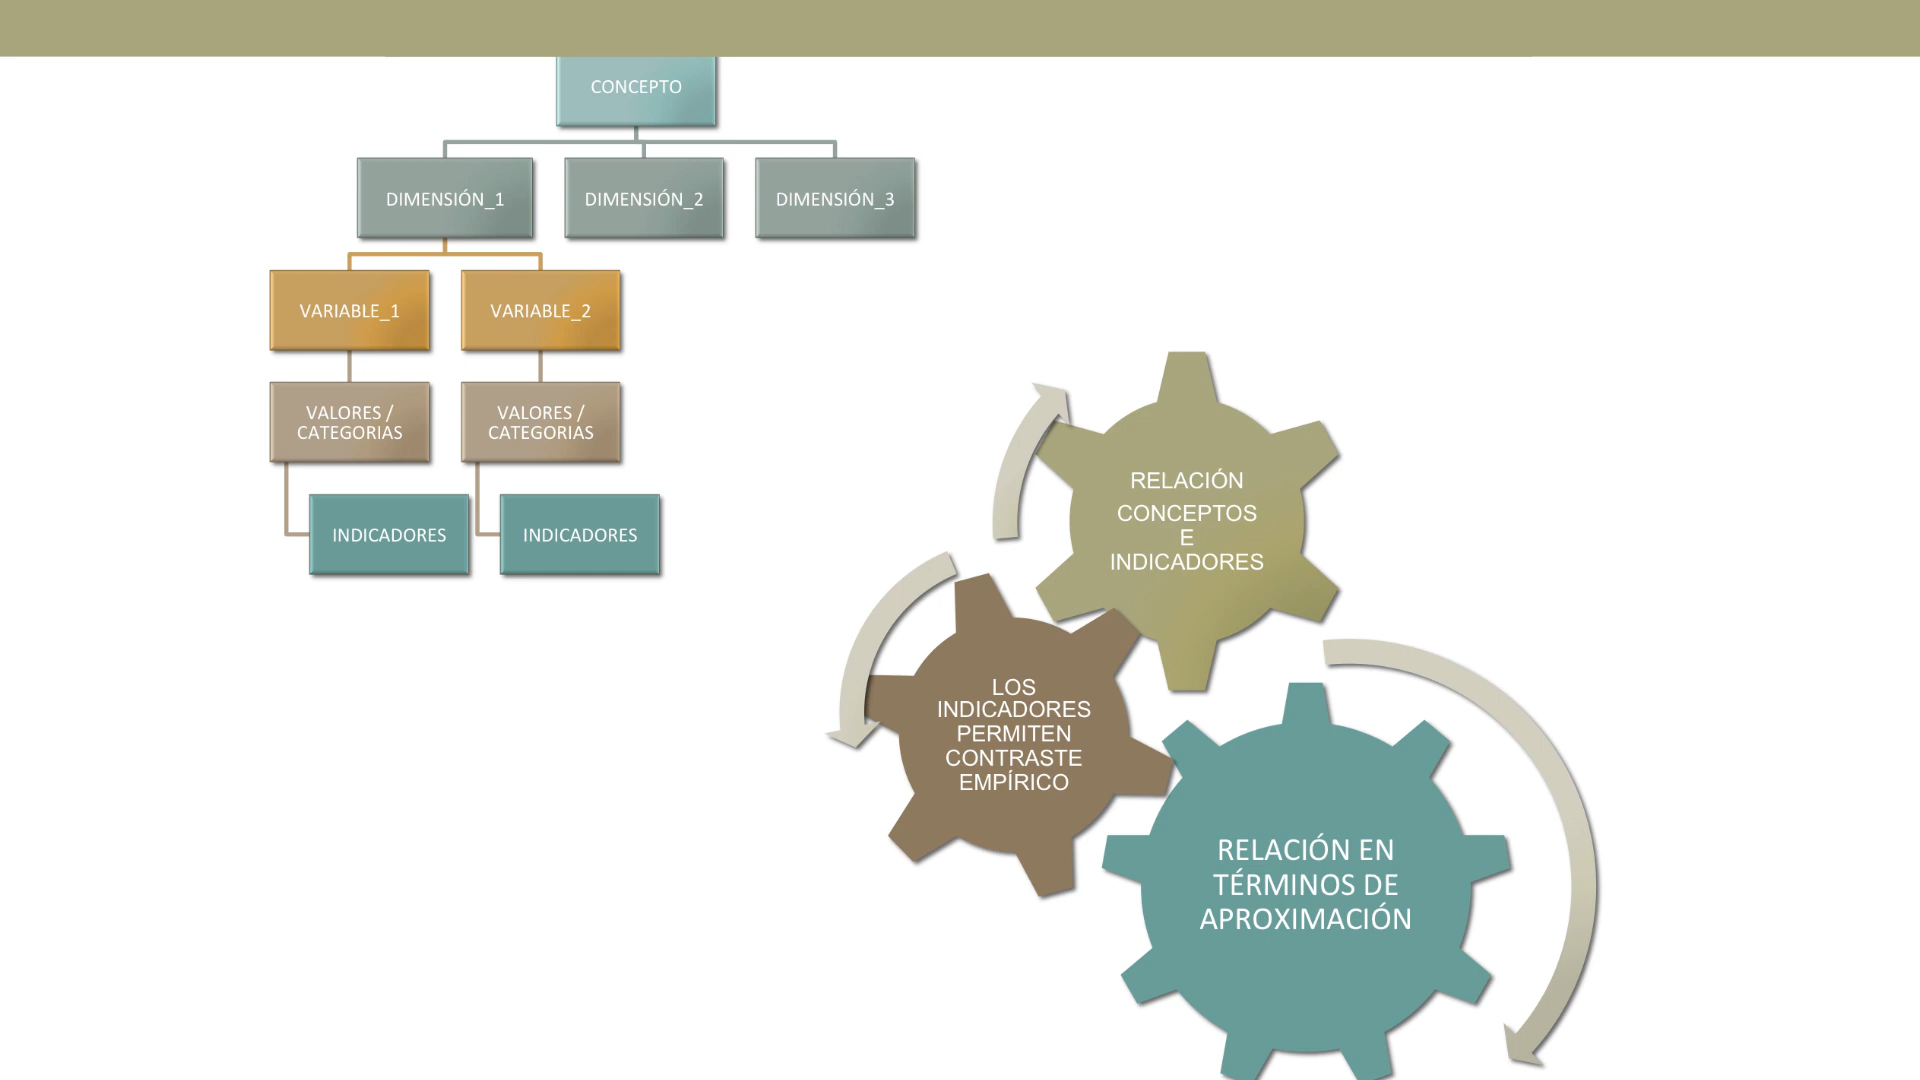 CONCEPTO
DIMENSIÓN_1
DIMENSIÓN_2
DIMENSIÓN_3
VARIABLE_1
VARIABLE_2
VALORES /
CATEGORIAS
VALORES /
CATEGORIAS
INDICADORES
INDICADORES
RELACIÓN
CONCEPTOS
E
INDICADORES
LOS
INDICADORES
PERMITEN
CONTRASTE
EMPÍRICO
RELACIÓN EN
TÉRMINOS DE
APROXIMACIÓN